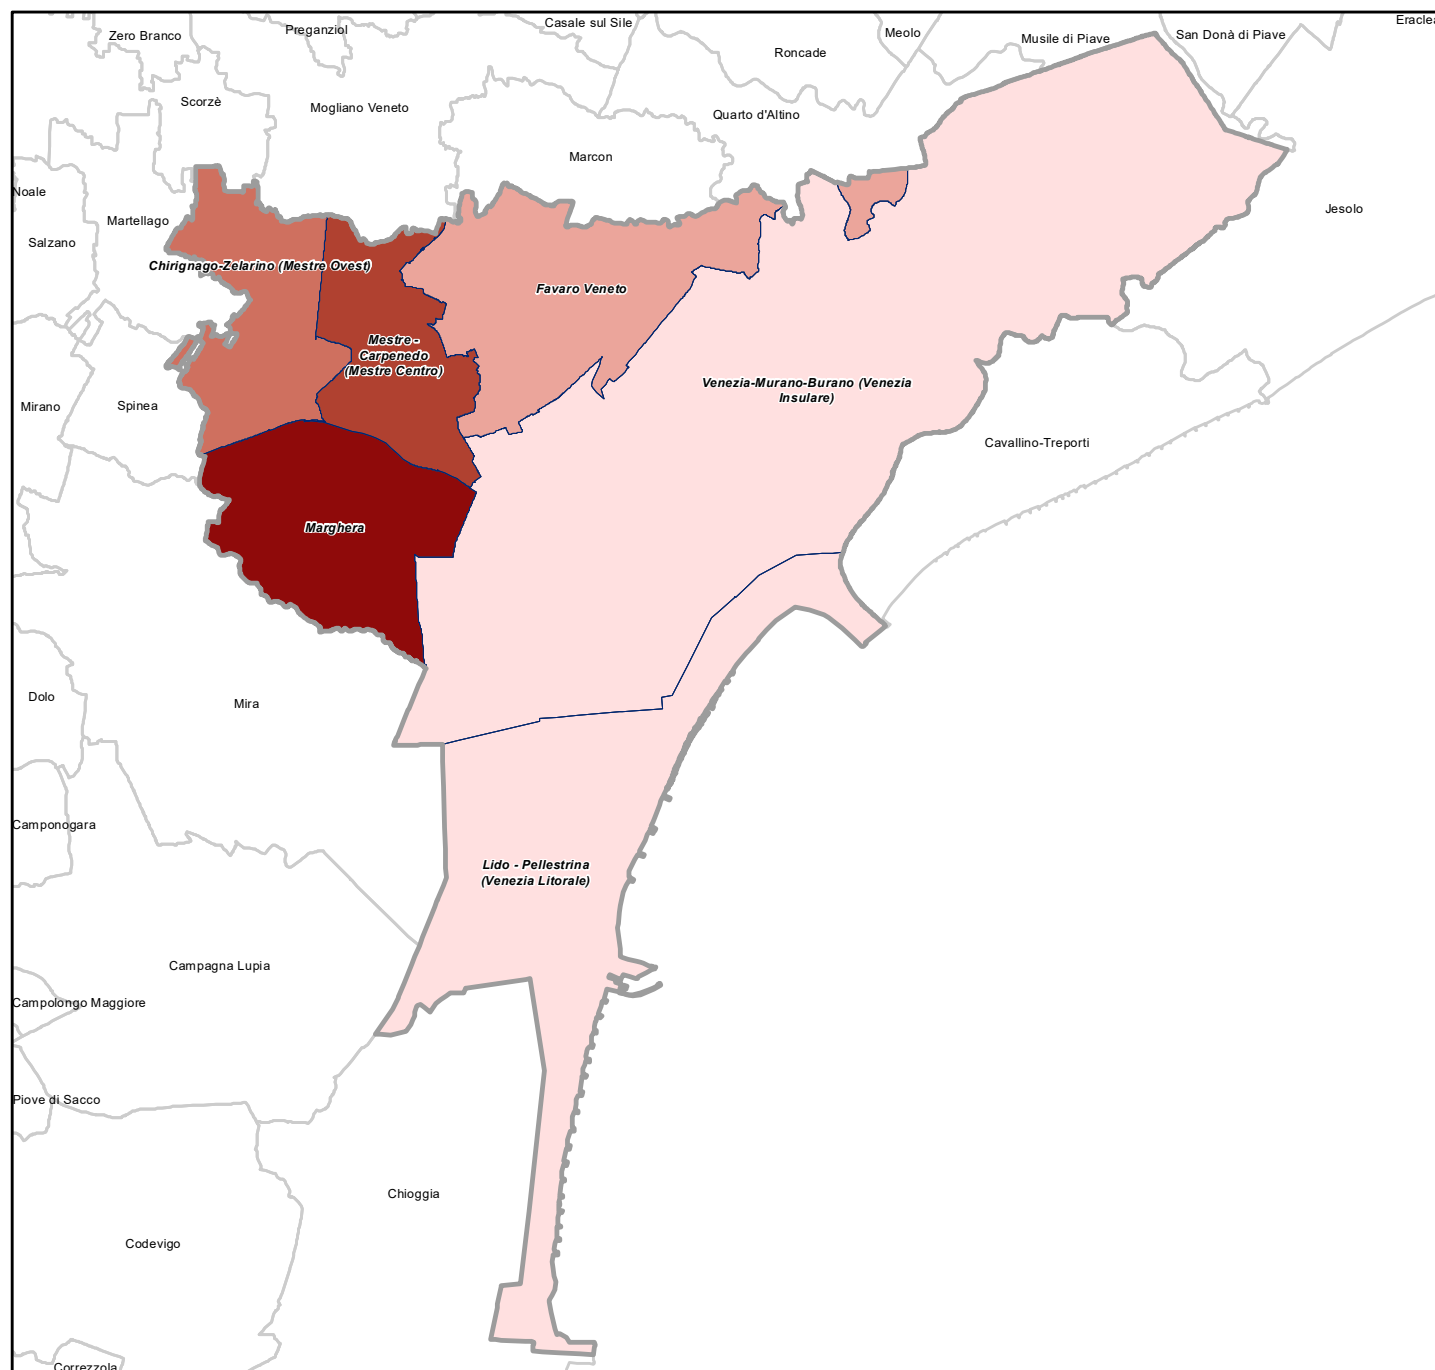 Eraclea
Casale sul Sile
Preganziol
Meolo
Zero Branco
San Donà di Piave
Musile di Piave
Roncade
Scorzè
Mogliano Veneto
Quarto d'Altino
Marcon
Noale
Jesolo
Martellago
Salzano
Chirignago-Zelarino (Mestre Ovest)
Favaro Veneto
Mestre -
Carpenedo
(Mestre Centro)
Venezia-Murano-Burano (Venezia
Insulare)
Mirano
Spinea
Cavallino-Treporti
Marghera
Dolo
Mira
Camponogara
Lido - Pellestrina
(Venezia Litorale)
Campagna Lupia
Campolongo Maggiore
Piove di Sacco
Chioggia
Codevigo
Correzzola